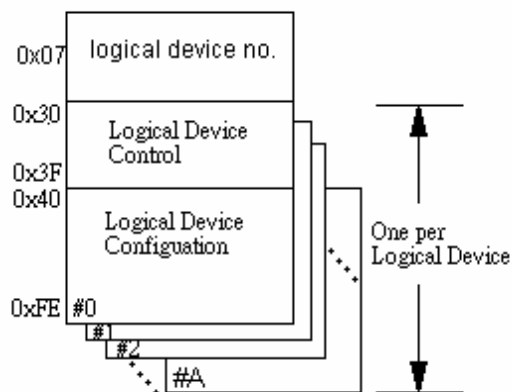 0x07
logical device no.
0x30
Logical Device
Control
0x3F
0x40
Logical Device
Configuation
One per
Logical Device
0xFE
#0
#1
#2
#A